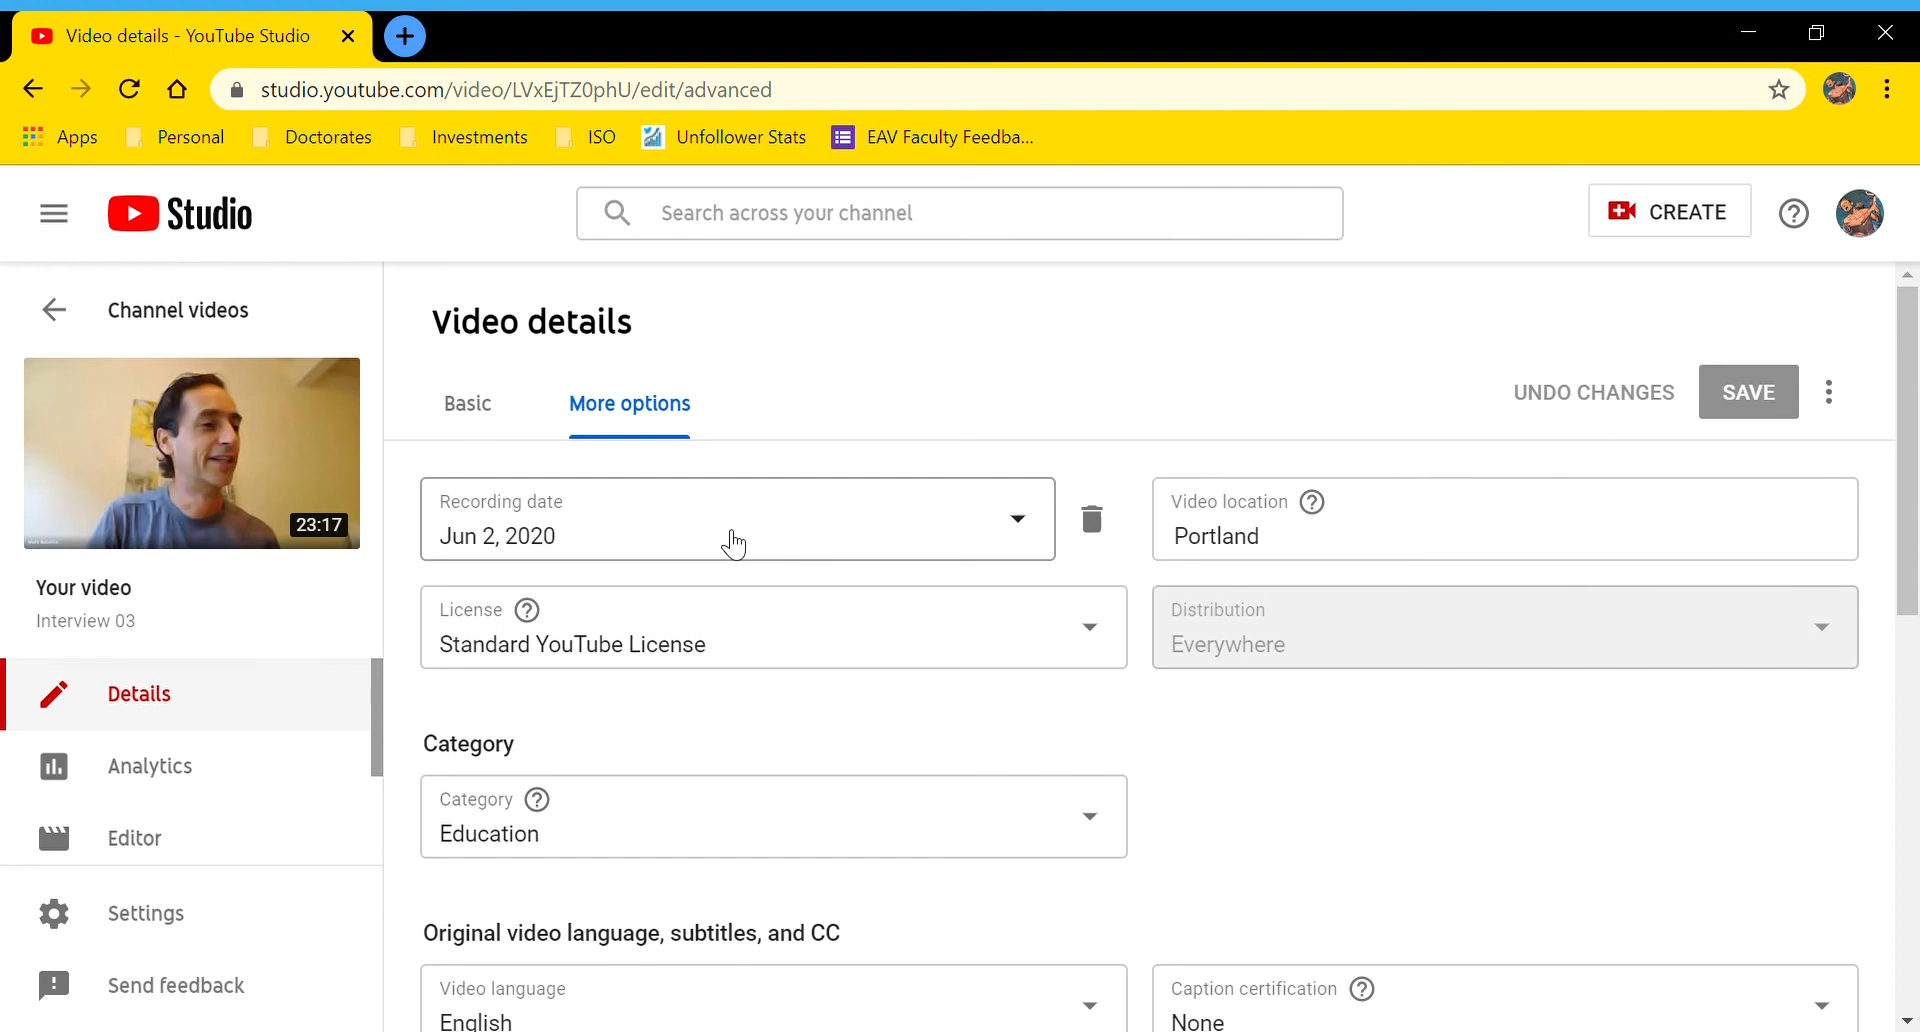 Video details - YouTube Studio
studio.youtube.com/video/LVxEjTZ0phU/edit/advanced
Apps Personal Doctorates Investments ISO Unfollower Stats EAV Faculty Feedba...
Studio
Search across your channel
CREATE
Channel videos
23:17
Your video
Interview 03
Details
Analytics
Editor
Settings
Send feedback
Video details
Basic More options
UNDO CHANGES SAVE
Recording date
Jun 2, 2020
Video location
Portland
License
Standard YouTube License
Distribution
Everywhere
Category
Category
Education
Original video language, subtitles, and CC
Video language
English
Caption certification
None